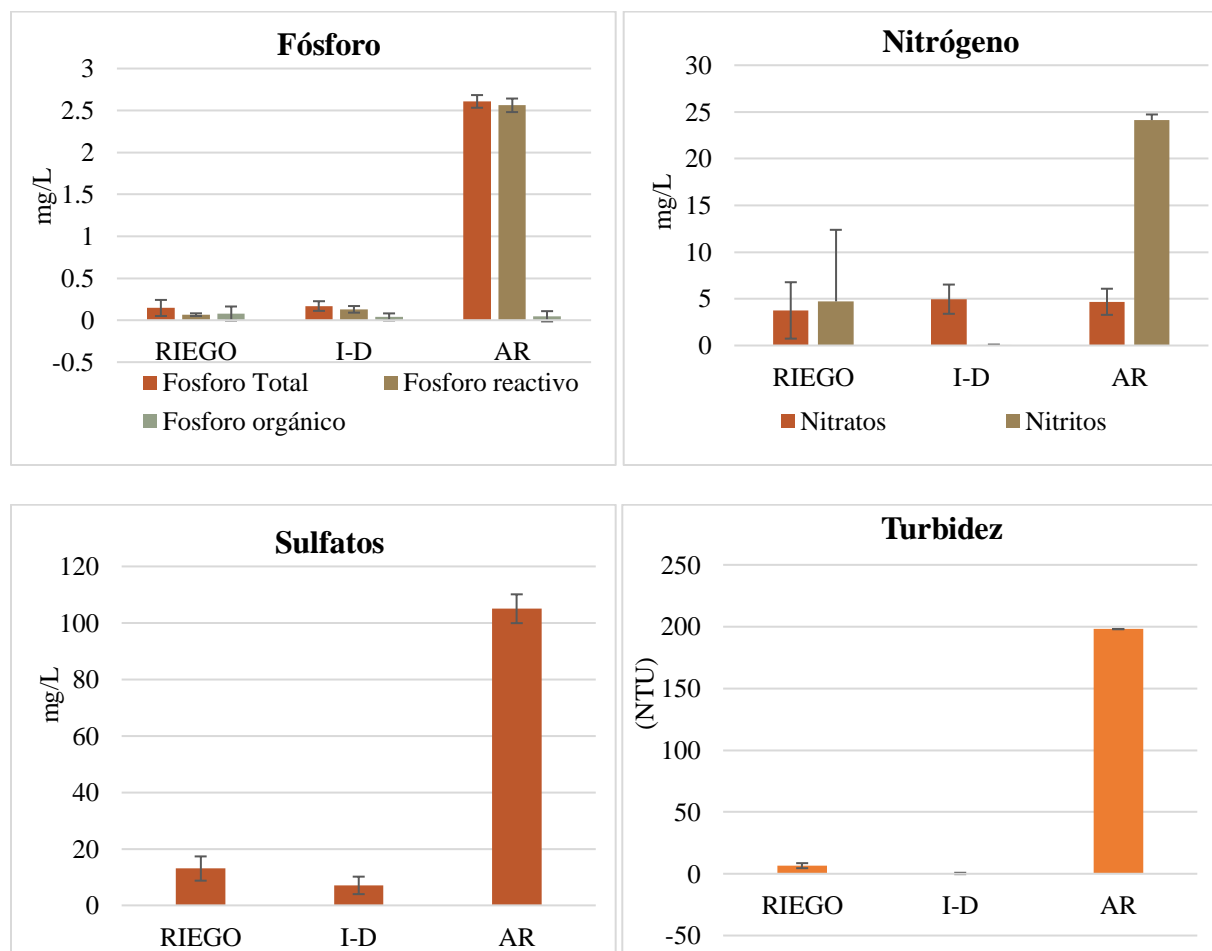 Fósforo
3
2.5
2
1.5
1
0.5
0
-0.5
mg/L
RIEGO I-D AR
Fosforo Total Fosforo reactivo
Fosforo orgánico
Nitrógeno
30
25
20
15
10
5
0
mg/L
RIEGO I-D AR
Nitratos Nitritos
Sulfatos
120
100
80
60
40
20
0
mg/L
RIEGO I-D AR
Turbidez
250
200
150
100
50
0
-50
(NTU)
RIEGO I-D AR